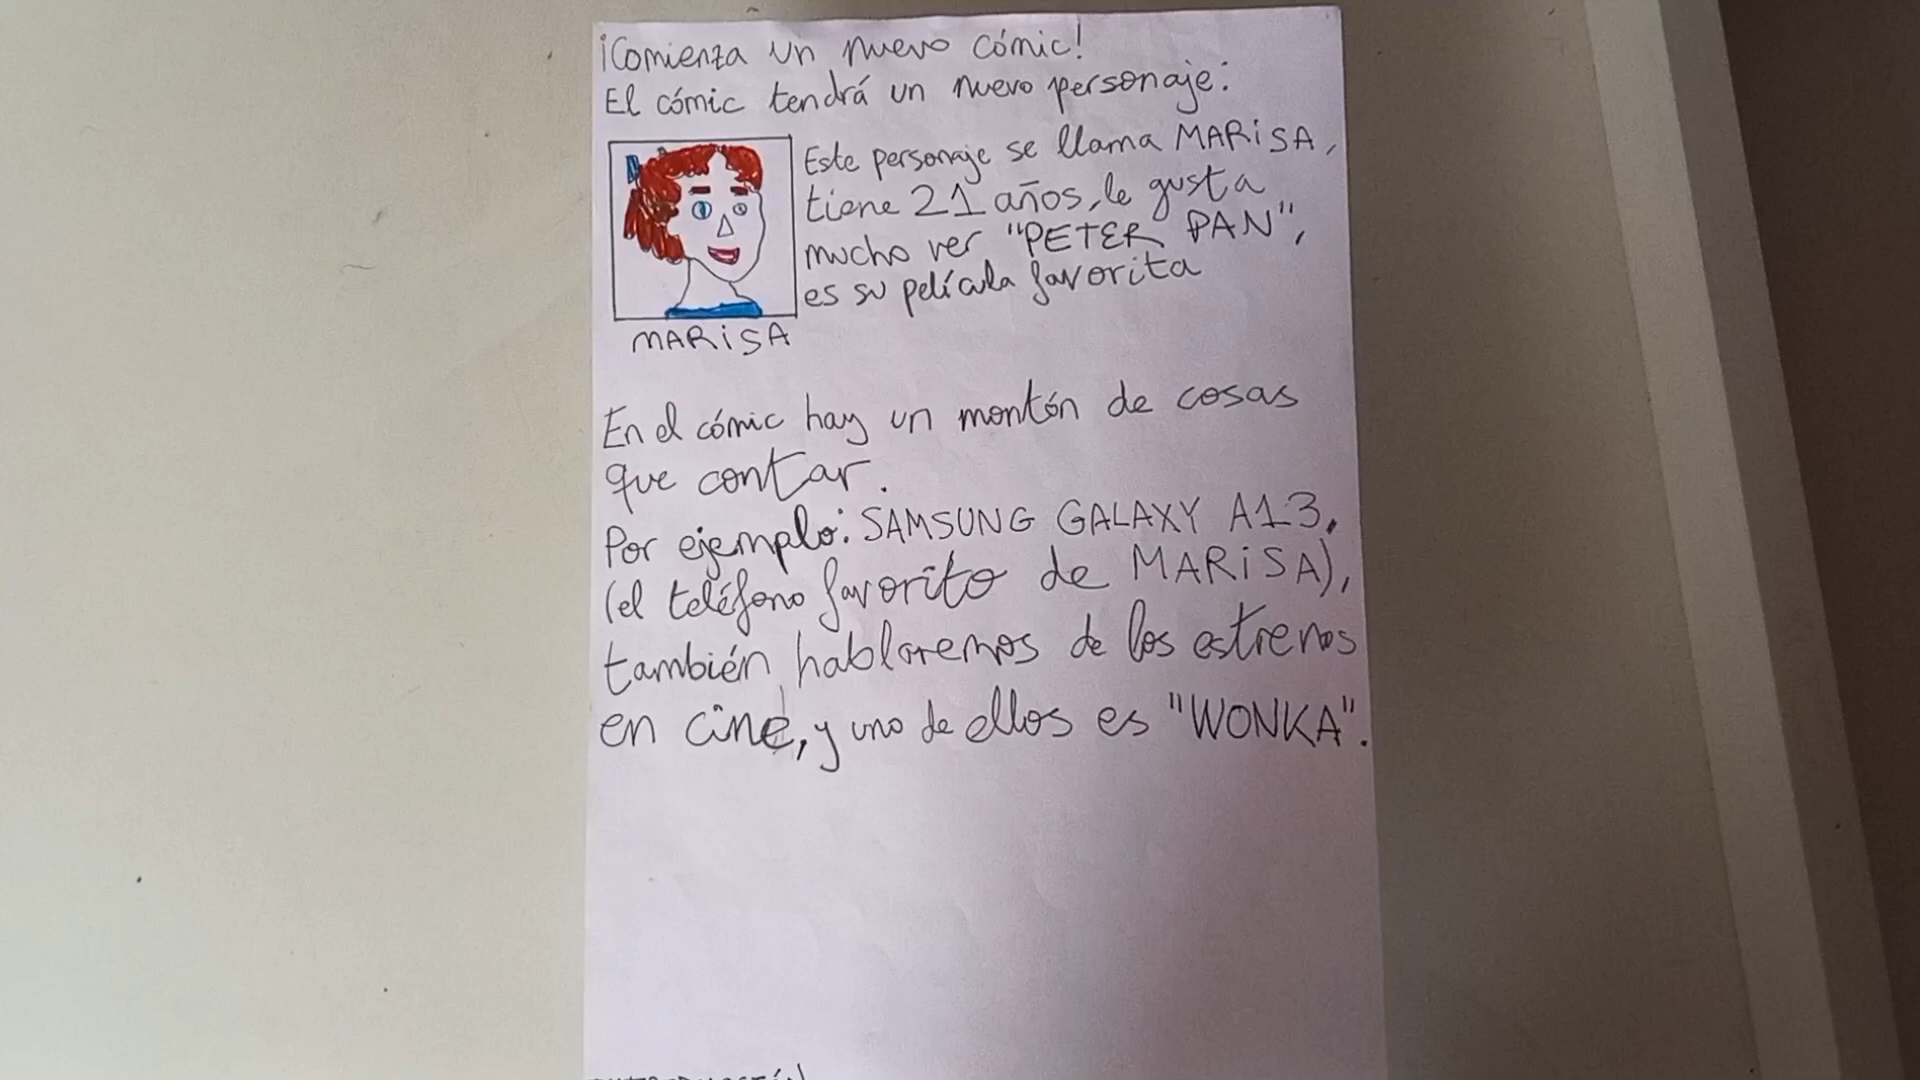 ¡Comienza un nuevo cómic!
El cómic tendrá un nuevo personaje:
Este personaje se llama MARiSA,
tiene 21 años, le gusta
mucho ver "PETER PAN",
es su película favorita
MARiSA
En el cómic hay un montón de cosas
que contar.
Por ejemplo: SAMSUNG GALAXY A13,
(el teléfono favorito de MARiSA),
también hablaremos de los estrenos
en cine, y uno de ellos es "WONKA".